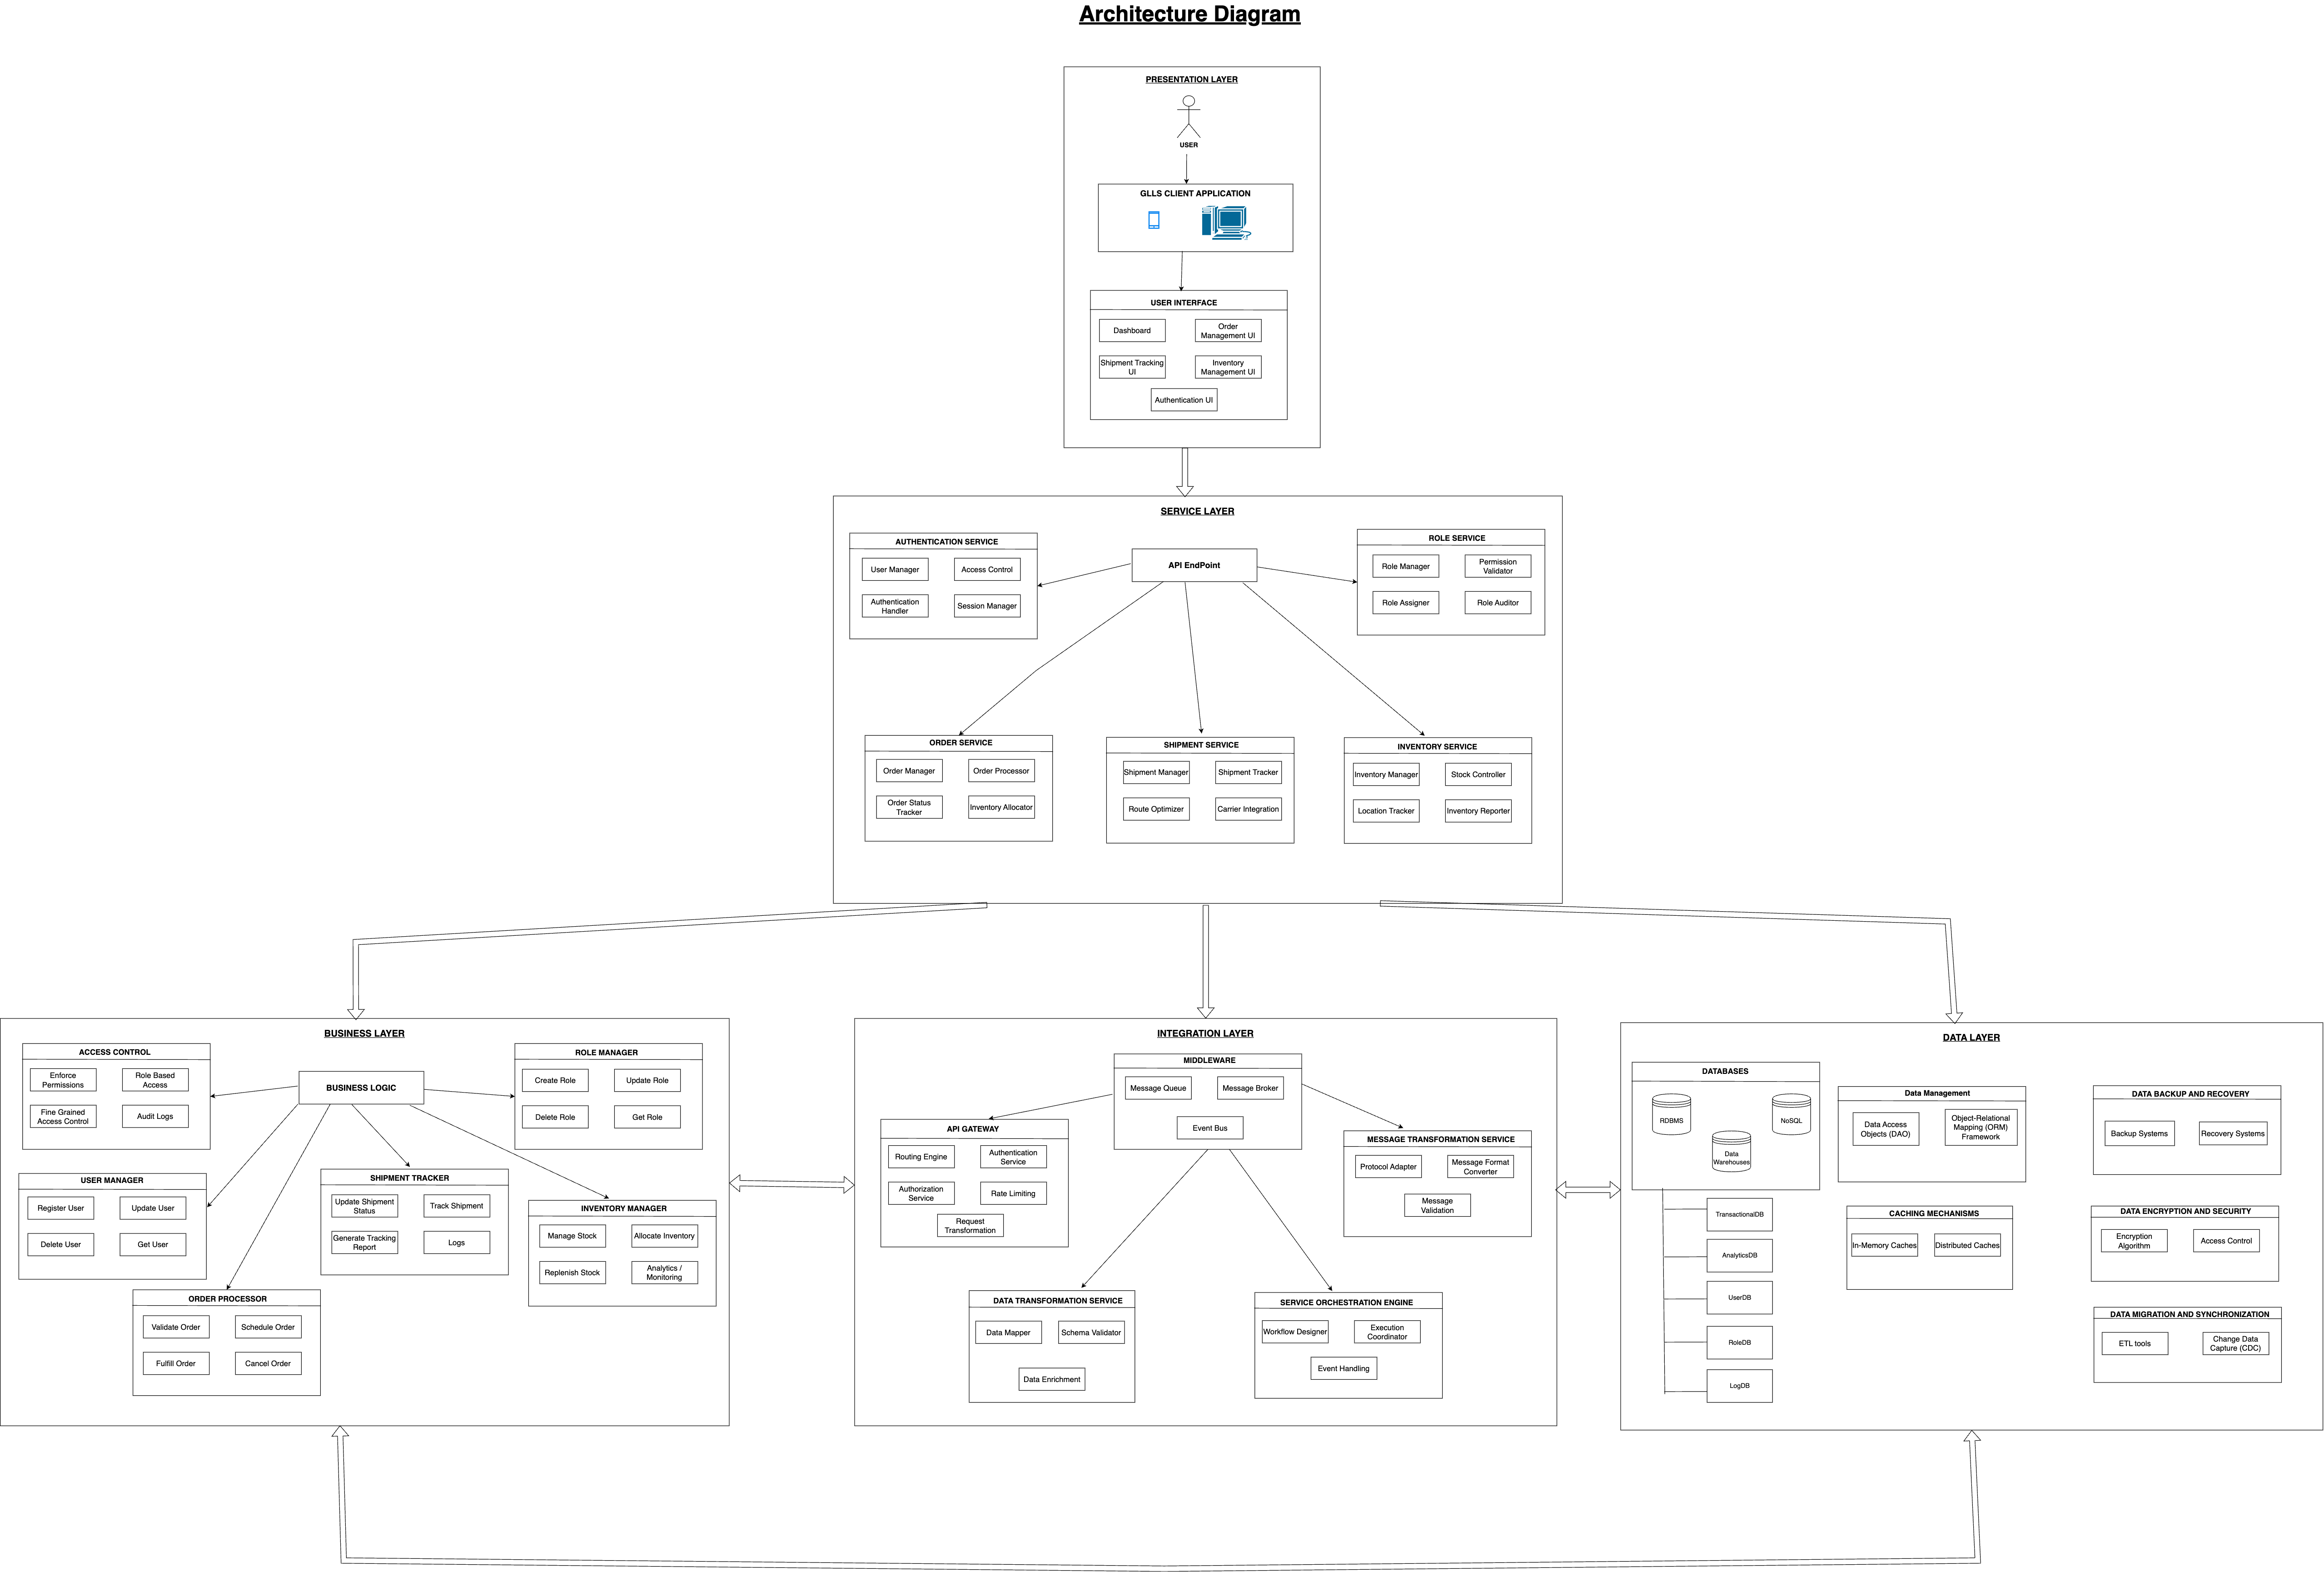 Architecture Diagram
PRESENTATION LAYER
USER
GLLS CLIENT APPLICATION
USER INTERFACE
Dashboard
Order
Management UI
Shipment Tracking
UI
Inventory
Management UI
Authentication UI
SERVICE LAYER
AUTHENTICATION SERVICE
User Manager
Access Control
Authentication
Handler
Session Manager
API EndPoint
ROLE SERVICE
Role Manager
Permission
Validator
Role Assigner
Role Auditor
ORDER SERVICE
Order Manager
Order Processor
Order Status
Tracker
Inventory Allocator
SHIPMENT SERVICE
Shipment Manager
Shipment Tracker
Route Optimizer
Carrier Integration
INVENTORY SERVICE
Inventory Manager
Stock Controller
Location Tracker
Inventory Reporter
BUSINESS LAYER
ACCESS CONTROL
Enforce
Permissions
Role Based
Access
Fine Grained
Access Control
Audit Logs
BUSINESS LOGIC
ROLE MANAGER
Create Role
Update Role
Delete Role
Get Role
USER MANAGER
Register User
Update User
Delete User
Get User
SHIPMENT TRACKER
Update Shipment
Status
Track Shipment
Generate Tracking
Report
Logs
INVENTORY MANAGER
Manage Stock
Allocate Inventory
Replenish Stock
Analytics /
Monitoring
ORDER PROCESSOR
Validate Order
Schedule Order
Fulfill Order
Cancel Order
INTEGRATION LAYER
MIDDLEWARE
Message Queue
Message Broker
Event Bus
API GATEWAY
Routing Engine
Authentication
Service
Authorization
Service
Rate Limiting
Request
Transformation
MESSAGE TRANSFORMATION SERVICE
Protocol Adapter
Message Format
Converter
Message
Validation
DATA TRANSFORMATION SERVICE
Data Mapper
Schema Validator
Data Enrichment
SERVICE ORCHESTRATION ENGINE
Workflow Designer
Execution
Coordinator
Event Handling
DATA LAYER
DATABASES
RDBMS
NoSQL
Data
Warehouses
TransactionalDB
AnalyticsDB
UserDB
RoleDB
LogDB
Data Management
Data Access
Objects (DAO)
Object-Relational
Mapping (ORM)
Framework
CACHING MECHANISMS
In-Memory Caches
Distributed Caches
DATA BACKUP AND RECOVERY
Backup Systems
Recovery Systems
DATA ENCRYPTION AND SECURITY
Encryption
Algorithm
Access Control
DATA MIGRATION AND SYNCHRONIZATION
ETL tools
Change Data
Capture (CDC)